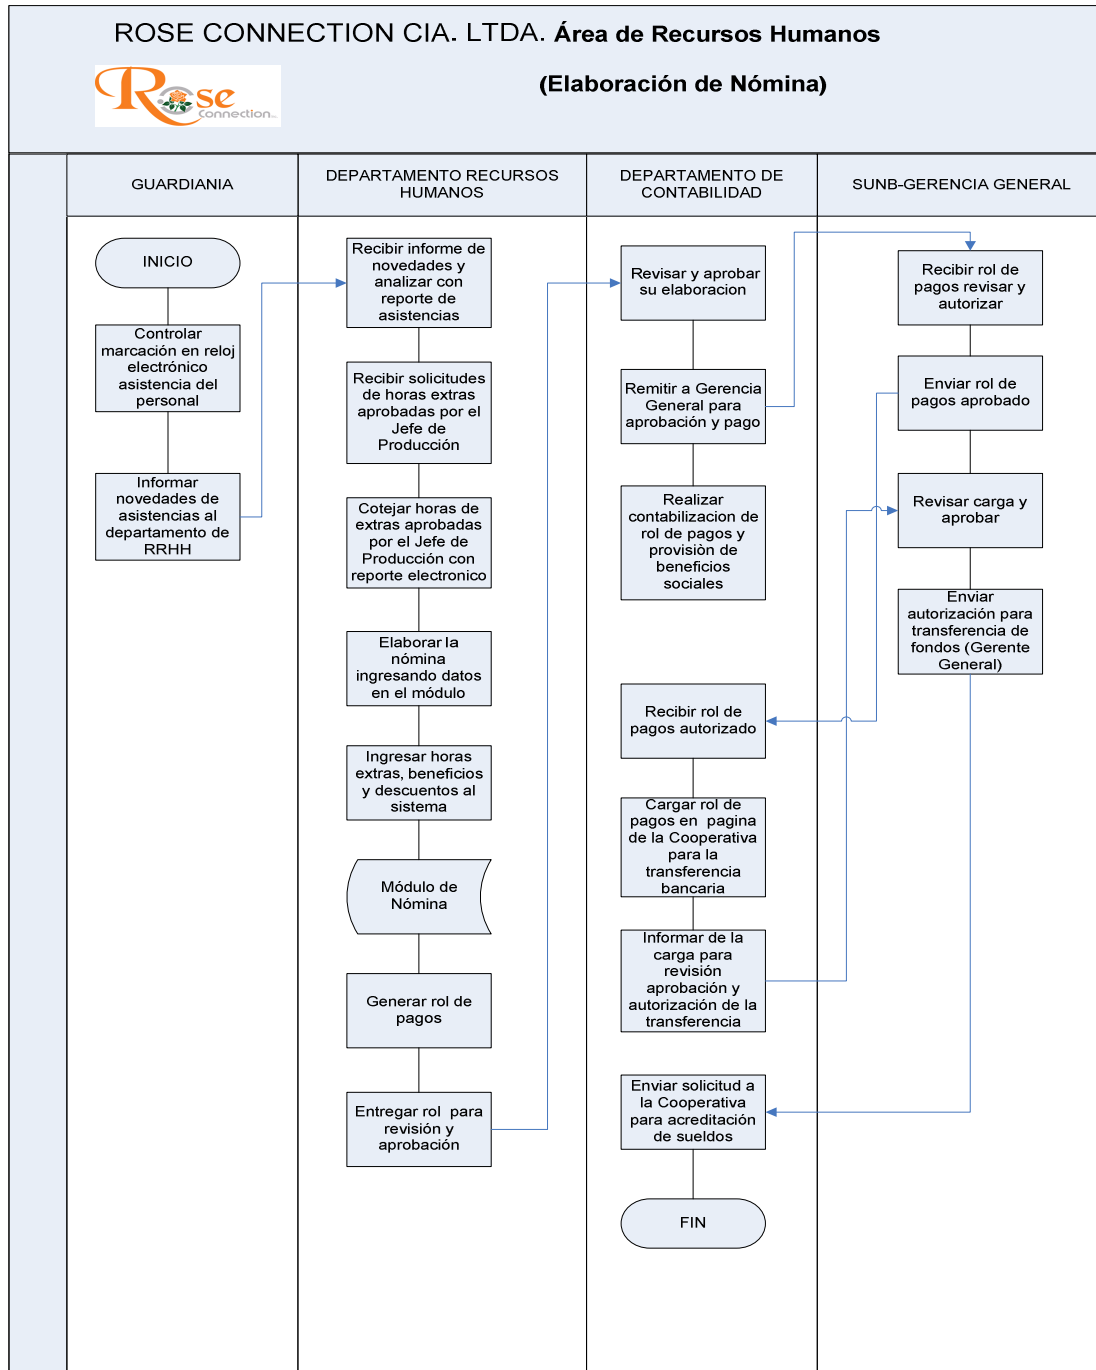 ROSE CONNECTION CIA. LTDA. Área de Recursos Humanos
(Elaboración de Nómina)
Rose
Connection
GUARDIANIA
DEPARTAMENTO RECURSOS
HUMANOS
DEPARTAMENTO DE
CONTABILIDAD
SUNB-GERENCIA GENERAL
INICIO
Controlar
marcación en reloj
electrónico
asistencia del
personal
Informar
novedades de
asistencias al
departamento de
RRHH
Recibir informe de
novedades y
analizar con
reporte de
asistencias
Recibir solicitudes
de horas extras
aprobadas por el
Jefe de
Producción
Cotejar horas de
extras aprobadas
por el Jefe de
Producción con
reporte electronico
Elaborar la
nómina
ingresando datos
en el módulo
Ingresar horas
extras, beneficios
y descuentos al
sistema
Módulo de
Nómina
Generar rol de
pagos
Entregar rol para
revisión y
aprobación
Revisar y aprobar
su elaboracion
Remitir a Gerencia
General para
aprobación y pago
Realizar
contabilizacion de
rol de pagos y
provisiòn de
beneficios
sociales
Recibir rol de
pagos autorizado
Cargar rol de
pagos en pagina
de la Cooperativa
para la
transferencia
bancaria
Informar de la
carga para
revisión
aprobación y
autorización de la
transferencia
Enviar solicitud a
la Cooperativa
para acreditación
de sueldos
FIN
Recibir rol de
pagos revisar y
autorizar
Enviar rol de
pagos aprobado
Revisar carga y
aprobar
Enviar
autorización para
transferencia de
fondos (Gerente
General)